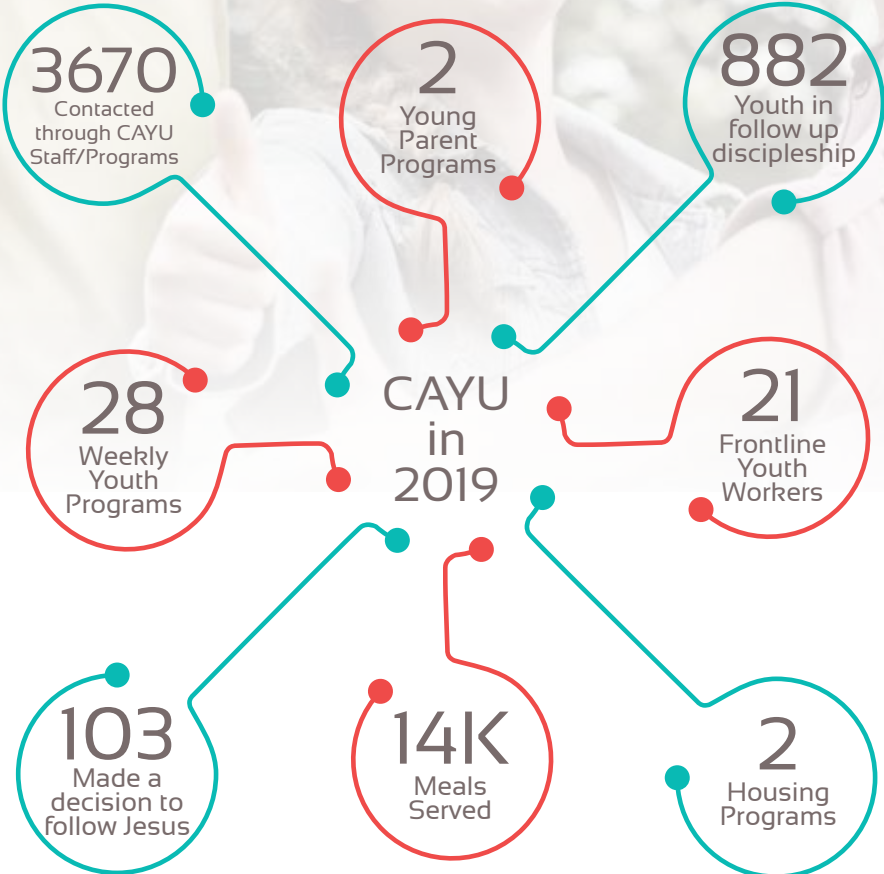 3670
Contacted
through CAYU
Staff/Programs
2
Young
Parent
Programs
882
Youth in
follow up
discipleship
28
Weekly
Youth
Programs
CAYU
in
2019
21
Frontline
Youth
Workers
103
Made a
decision to
follow Jesus
14K
Meals
Served
2
Housing
Programs